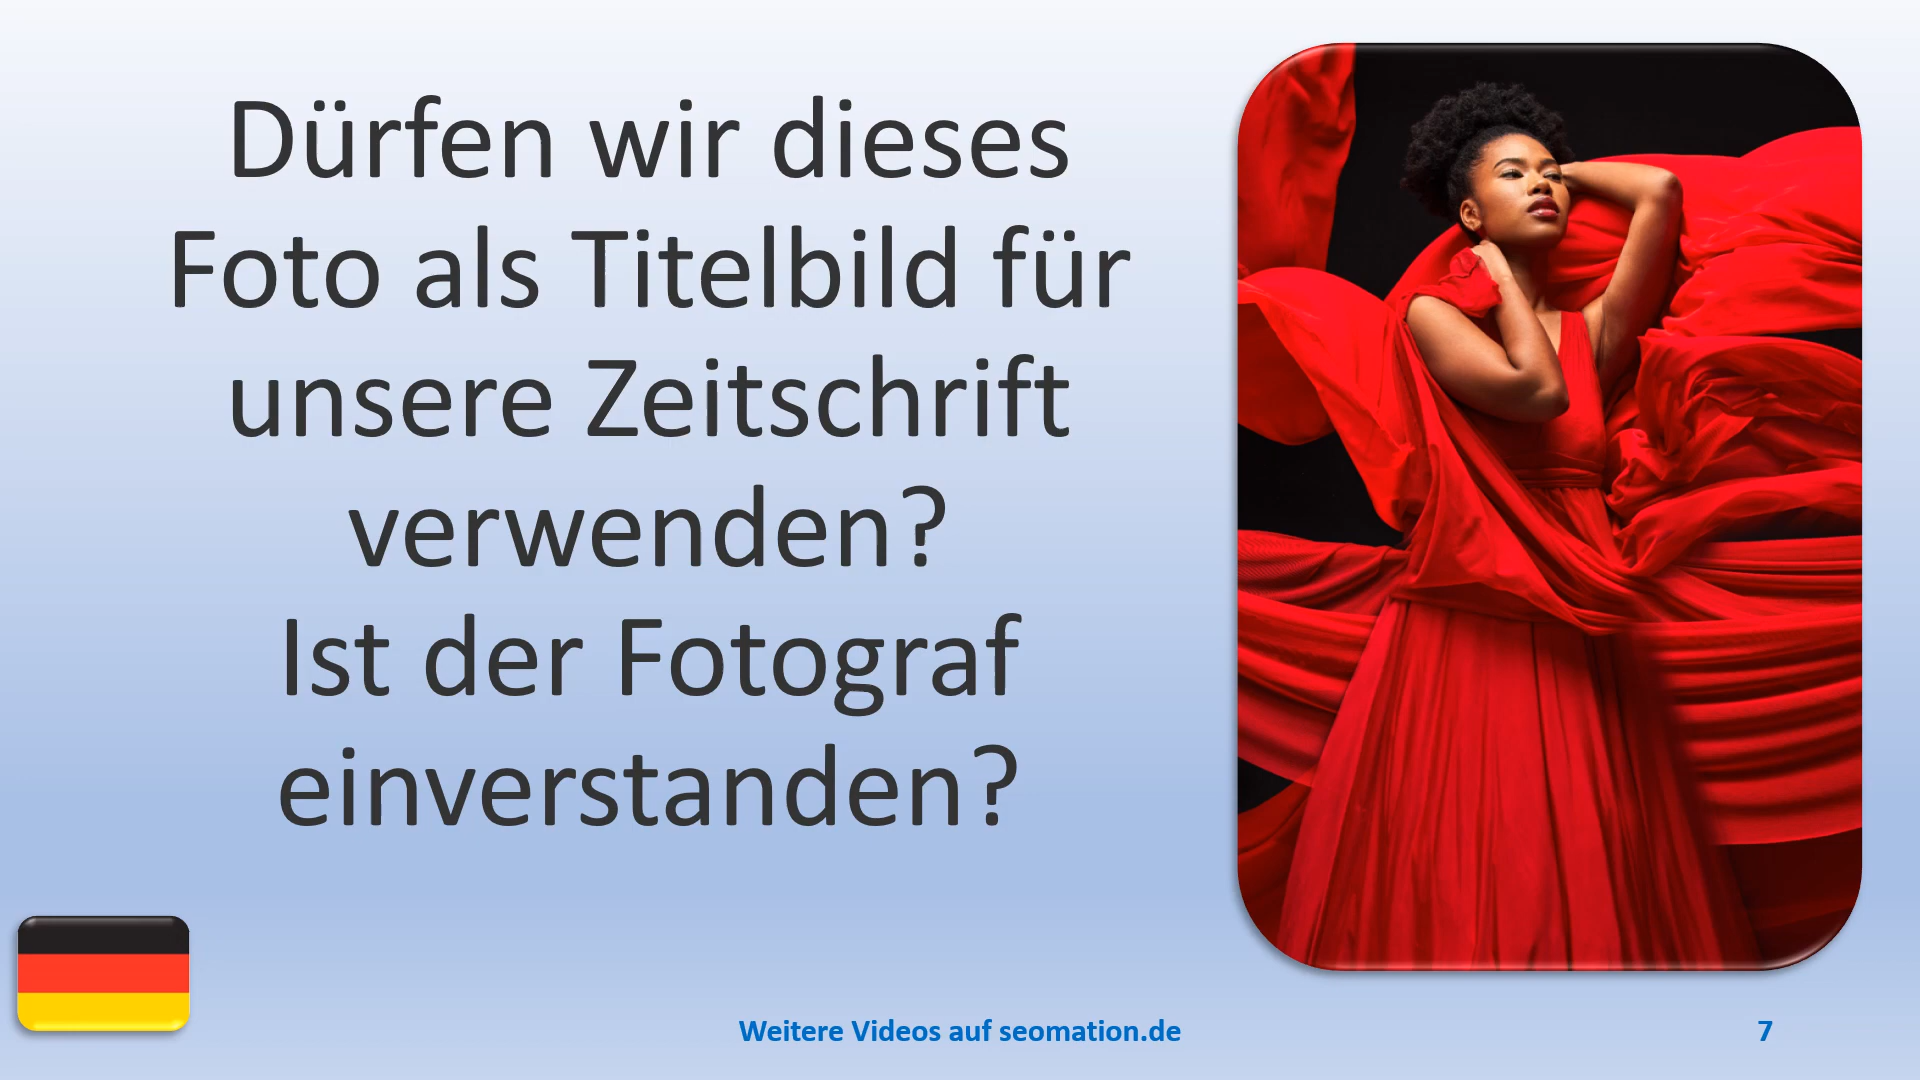 Dürfen wir dieses
Foto als Titelbild für
unsere Zeitschrift
verwenden?
Ist der Fotograf
einverstanden?
Weitere Videos auf seomation.de
7